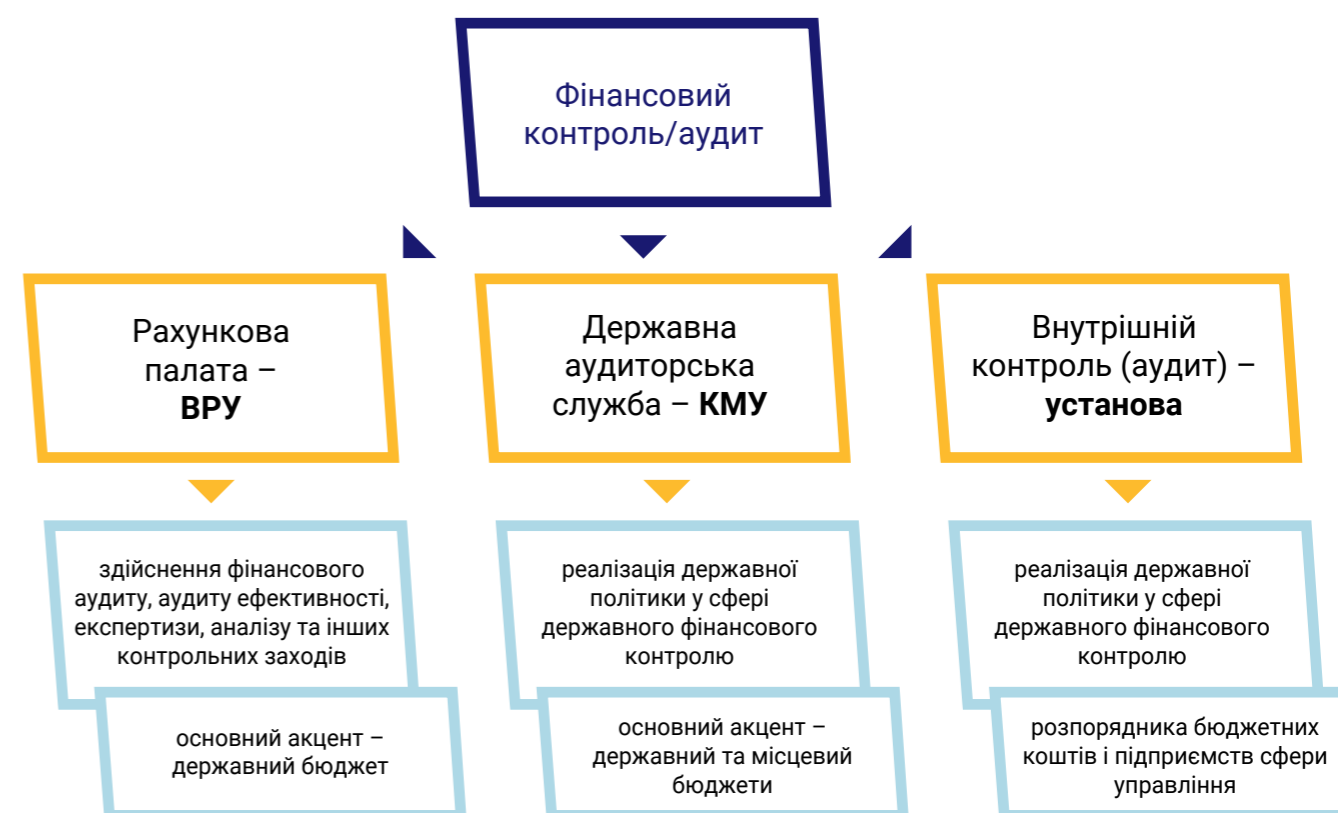 Фінансовий
контроль/аудит
Рахункова
палата –
ВРУ
здійснення фінансового
аудиту, аудиту ефективності,
експертизи, аналізу та інших
контрольних заходів
основний акцент –
державний бюджет
Державна
аудиторська
служба – КМУ
реалізація державної
політики у сфері
державного фінансового
контролю
основний акцент –
державний та місцевий
бюджети
Внутрішній
контроль (аудит) –
установа
реалізація державної
політики у сфері
державного фінансового
контролю
розпорядника бюджетних
коштів і підприємств сфери
управління